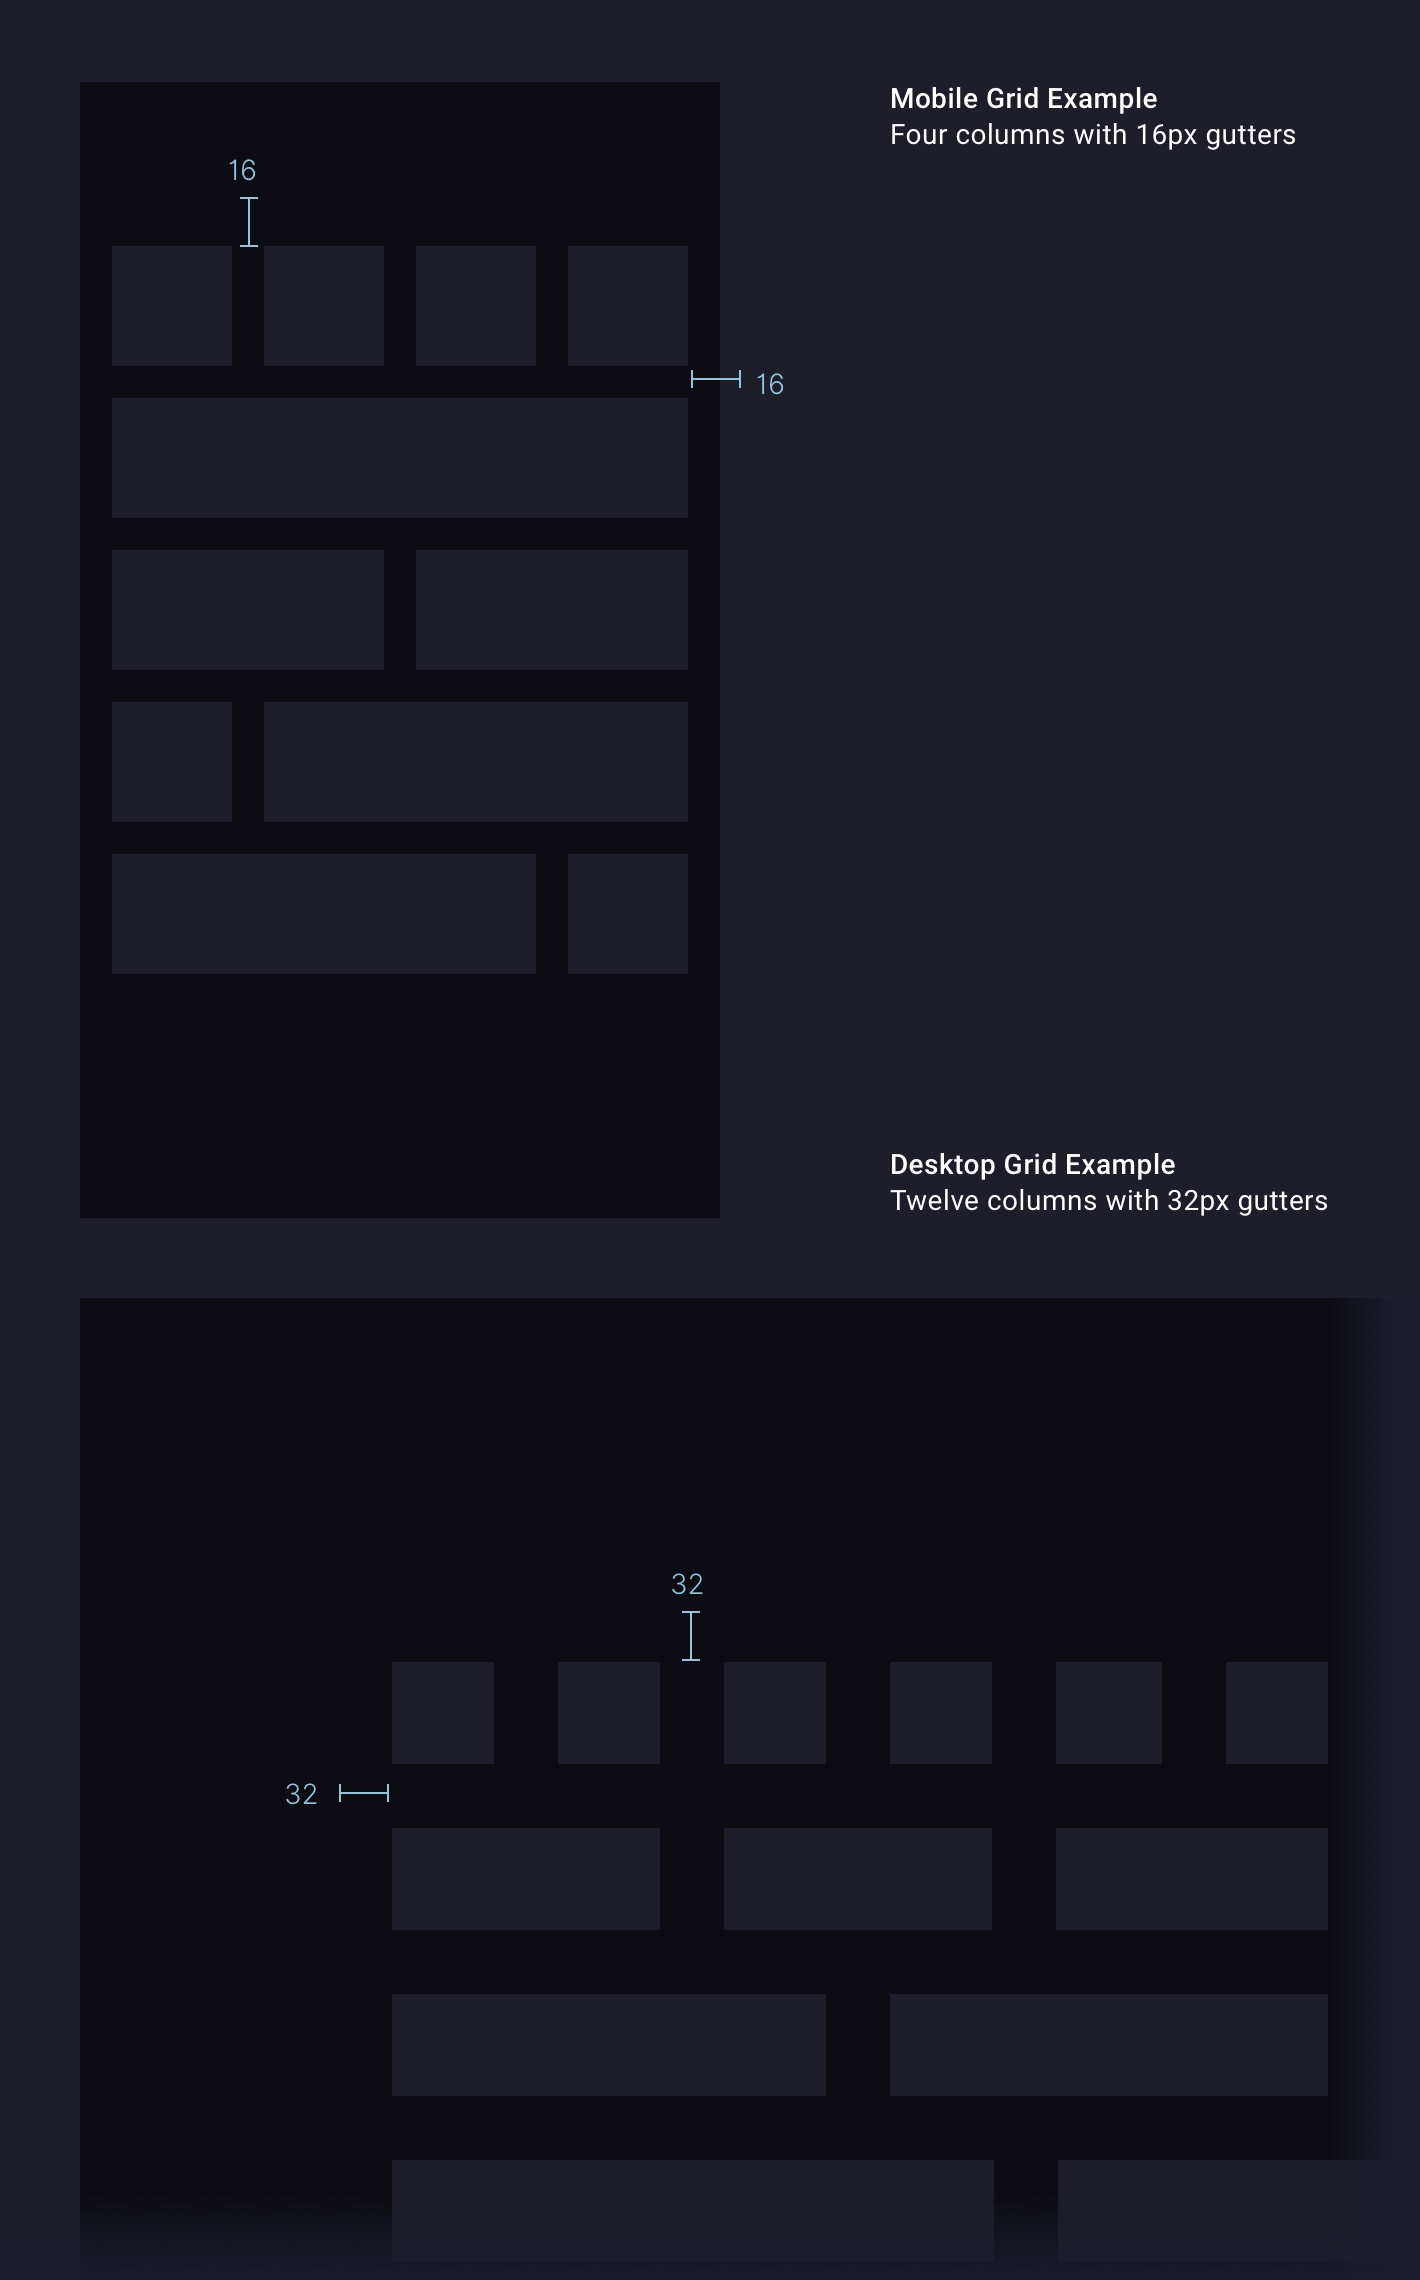 Mobile Grid Example
Four columns with 16px gutters
16
16
Desktop Grid Example
Twelve columns with 32px gutters
32
32